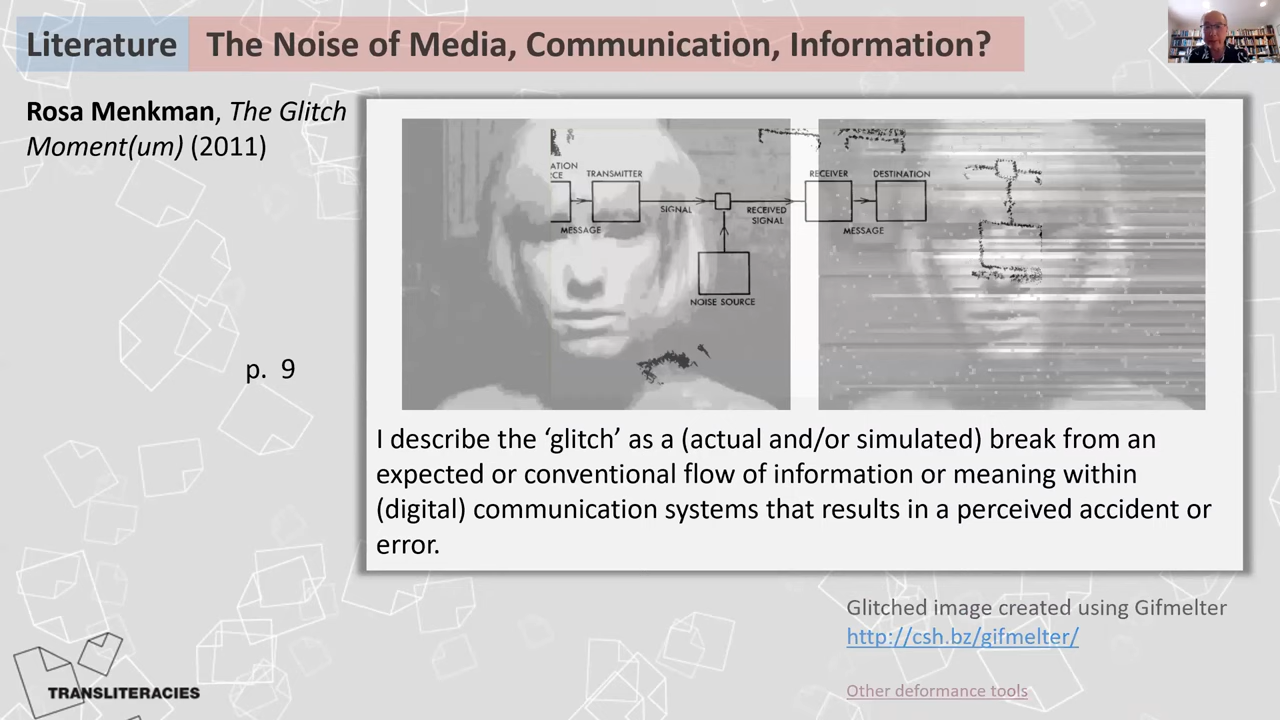 Literature The Noise of Media, Communication, Information?
Rosa Menkman, The Glitch
Moment(um) (2011)
p. 9
ATION
CE
TRANSMITTER
RECEIVER
DESTINATION
SIGNAL
RECEIVED
SIGNAL
MESSAGE
MESSAGE
NOISE SOURCE
I describe the ‘glitch’ as a (actual and/or simulated) break from an
expected or conventional flow of information or meaning within
(digital) communication systems that results in a perceived accident or
error.
Glitched image created using Gifmelter
http://csh.bz/gifmelter/
Other deformance tools
TRANSLITERACIES